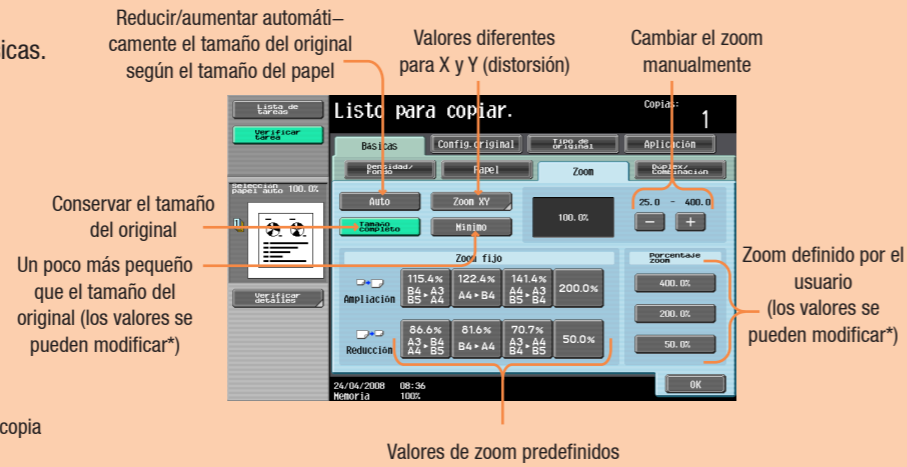 Reducir/aumentar automáti–
camente el tamaño del original
según el tamaño del papel
Valores diferentes
para X y Y (distorsión)
Cambiar el zoom
manualmente
icas.
Lista de
tareas
Verificar
tarea
Listo para copiar.
Copias:
1
Básicas
Config.original
Tipo de
original
Aplicación
Densidad/
Fondo
Papel
Zoom
Duplex/
Combinación
Selección
papel auto
100.0%
Auto
Zoom XY
Tamaño
completo
Mínimo
100.0%
25.0 - 400.0
− +
Conservar el tamaño
del original
Un poco más pequeño
que el tamaño del
original (los valores se
pueden modificar*)
Verificar
detalles
Zoom fijo
Ampliación
115.4%
B4▸A3
B5▸A4
122.4%
A4▸B4
141.4%
A4▸A3
B5▸B4
200.0%
Reducción
86.6%
A3▸B4
A4▸B5
81.6%
B4▸A4
70.7%
A3▸A4
B4▸B5
50.0%
Porcentaje
zoom
400.0%
200.0%
50.0%
Zoom definido por el
usuario
(los valores se
pueden modificar*)
24/04/2008 08:36
Memoria 100%
OK
copia
Valores de zoom predefinidos